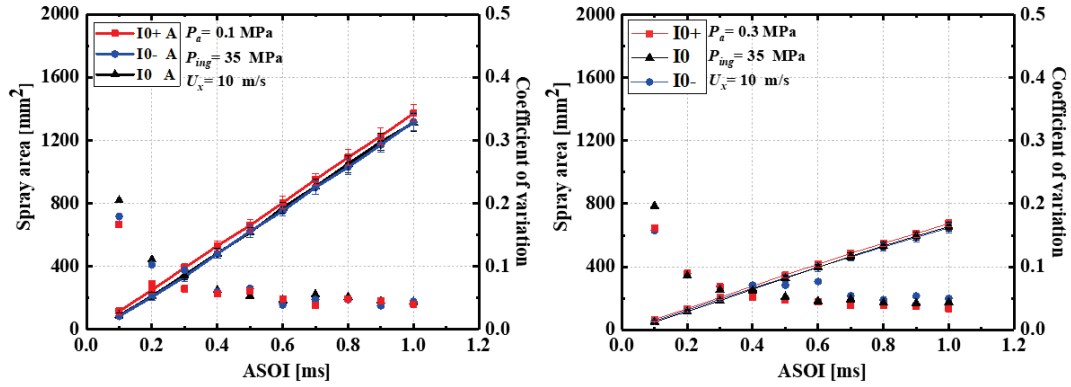 2000
1600
1200
800
400
0
Spray area [mm²]
I0+ A
I0- A
I0 A
Pa= 0.1 MPa
Ping= 35 MPa
Ux= 10 m/s
0.5
0.4
0.3
0.2
0.1
0.0
Coefficient of variation
0.0 0.2 0.4 0.6 0.8 1.0 1.2
ASOI [ms]
2000
1600
1200
800
400
0
Spray area [mm²]
I0+
I0
I0-
Pa= 0.3 MPa
Ping= 35 MPa
Ux= 10 m/s
0.5
0.4
0.3
0.2
0.1
0.0
Coefficient of variation
0.0 0.2 0.4 0.6 0.8 1.0 1.2
ASOI [ms]